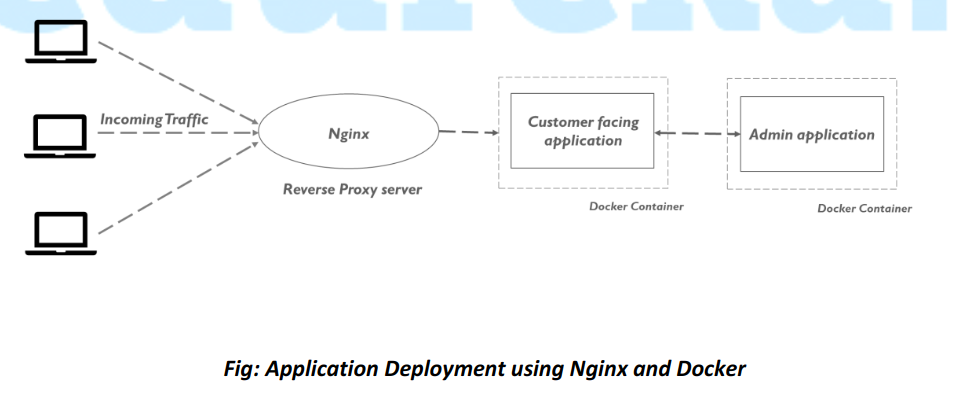 Incoming Traffic
Nginx
Reverse Proxy server
Customer facing
application
Docker Container
Admin application
Docker Container
Fig: Application Deployment using Nginx and Docker